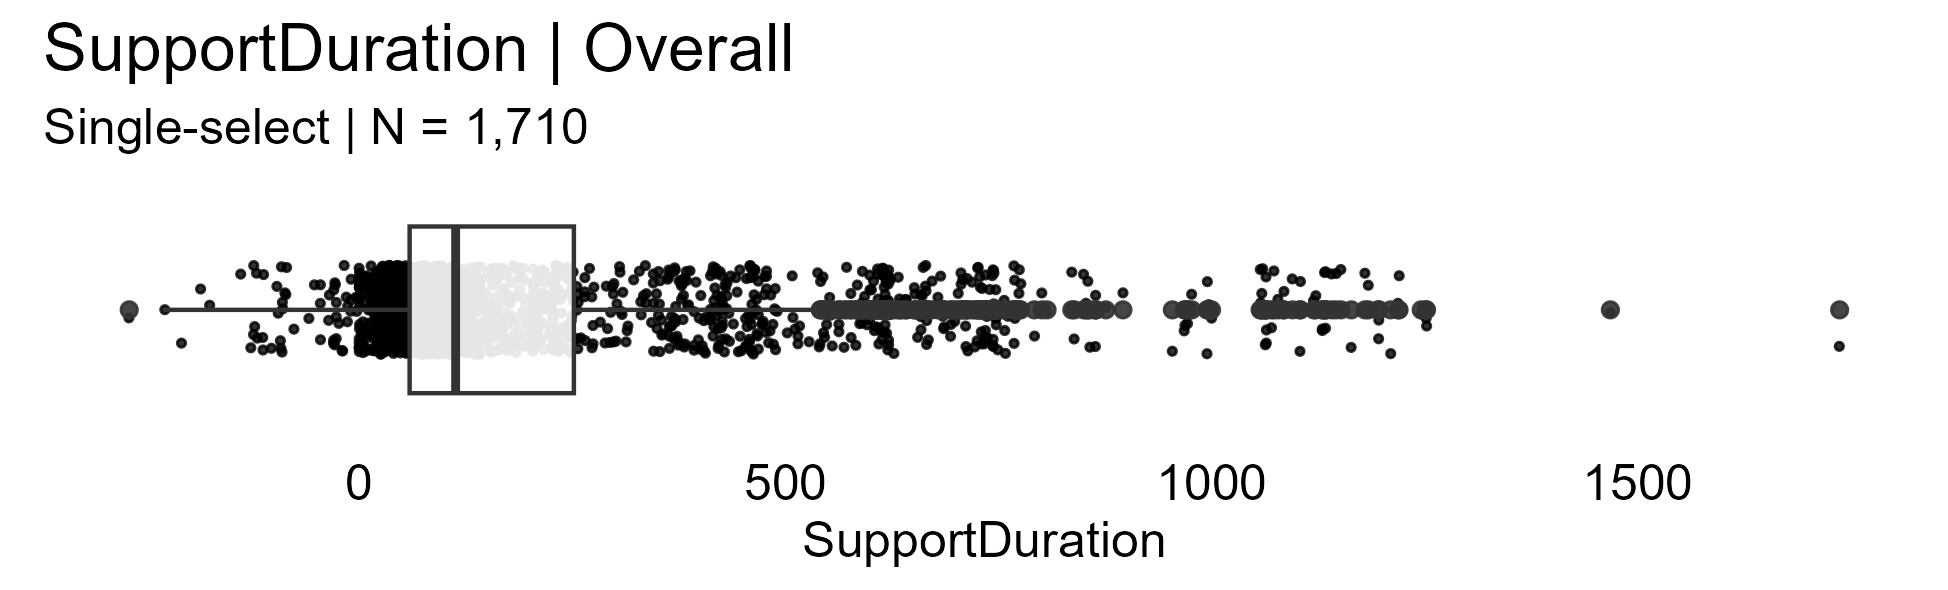 SupportDuration | Overall
Single-select | N = 1,710
0 500 1000 1500
SupportDuration